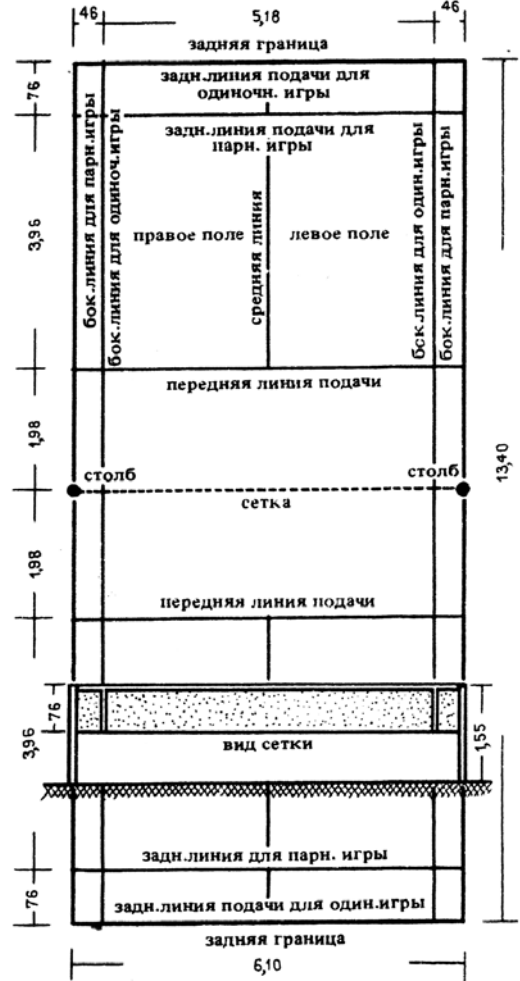 46
5,18
46
задняя граница
76
задн.линия подачи для
одиночн. игры
задн.линия подачи для
парн. игры
бок.линия для парн.игры
бок.линия для одиноч.игры
3,96
правое поле
средняя линия
левое поле
бск.линия для один.игры
бок.линия для парн.игры
передняя линия подачи
1,98
13,40
столб
столб
сетка
1,98
передняя линия подачи
3,96
76
1,55
вид сетки
задн.линия для парн. игры
76
задн.линия подачи для один.игры
задняя граница
6,10